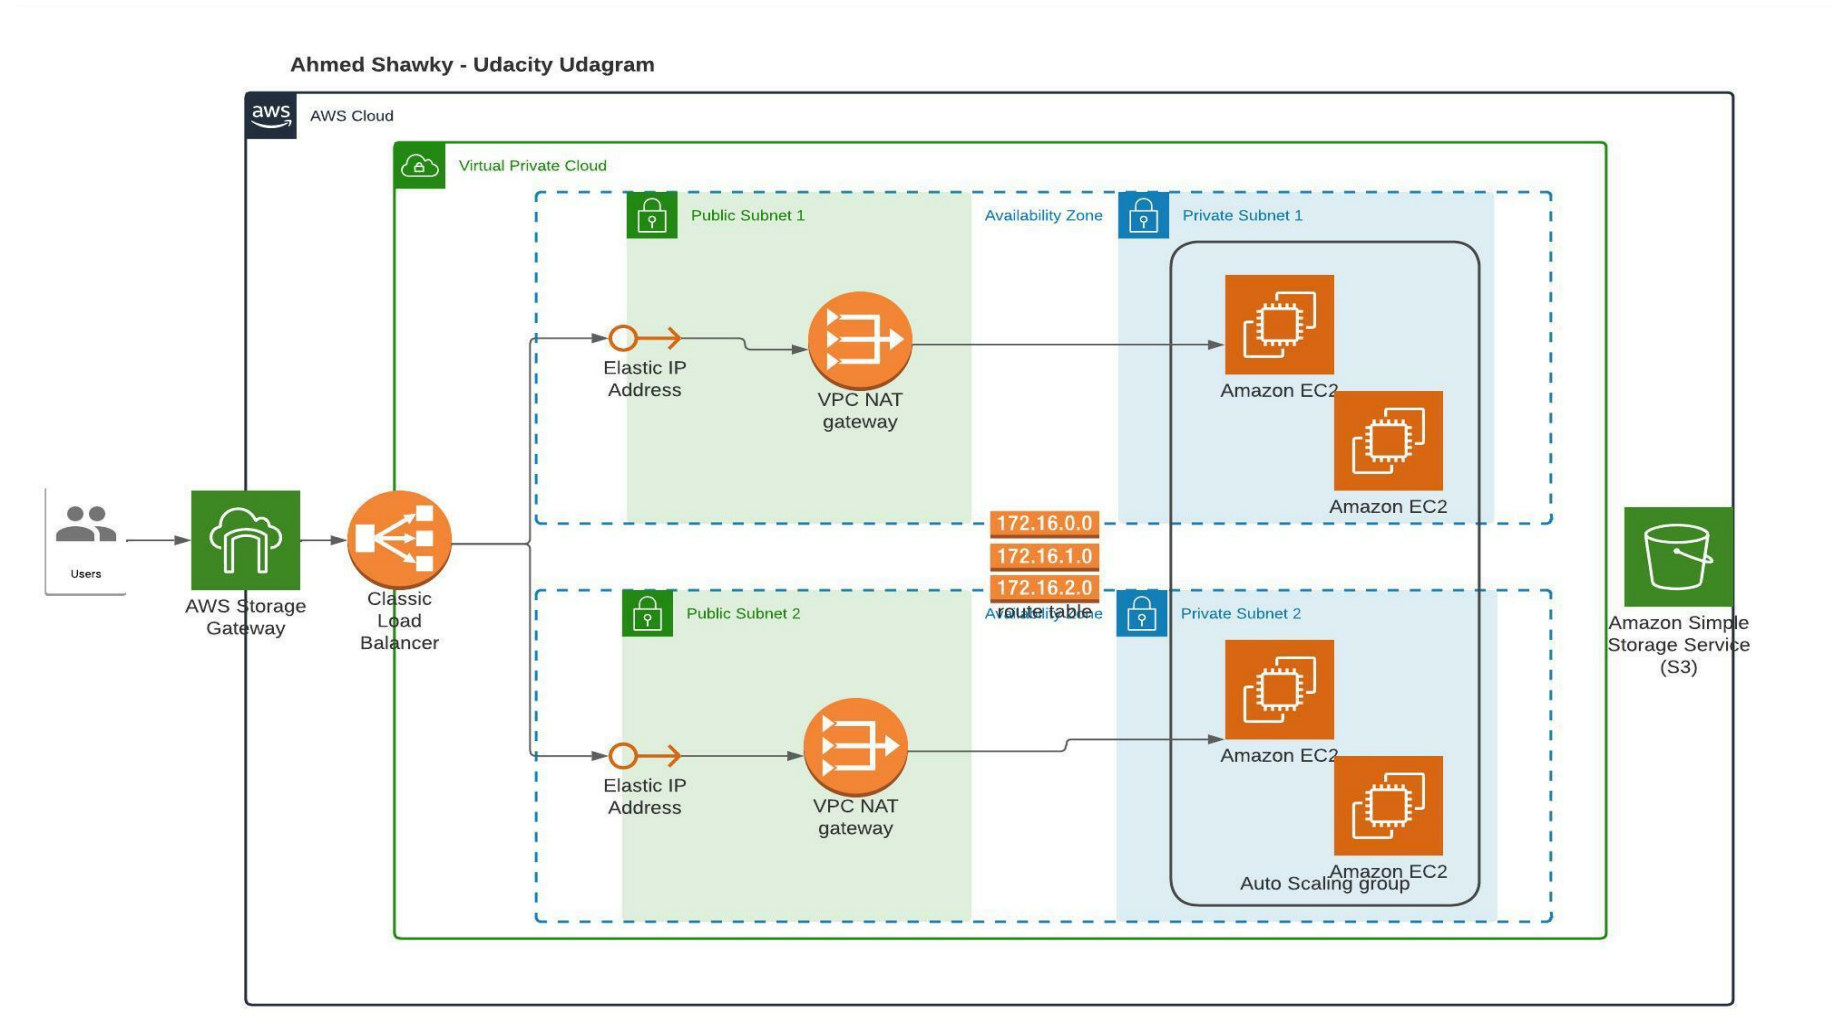 Ahmed Shawky - Udacity Udagram
aws
AWS Cloud
Virtual Private Cloud
Public Subnet 1
Availability Zone
Private Subnet 1
Elastic IP
Address
VPC NAT
gateway
Amazon EC2
Amazon EC2
Users
AWS Storage
Gateway
Classic
Load
Balancer
172.16.0.0
172.16.1.0
172.16.2.0
route table
Public Subnet 2
Availability Zone
Private Subnet 2
Amazon Simple
Storage Service
(S3)
Elastic IP
Address
VPC NAT
gateway
Amazon EC2
Amazon EC2
Auto Scaling group